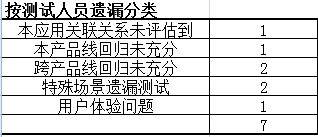 按测试人员遗漏分类
本应用关联关系未评估到 1
本产品线回归未充分 1
跨产品线回归未充分 2
特殊场景遗漏测试 2
用户体验问题 1
7